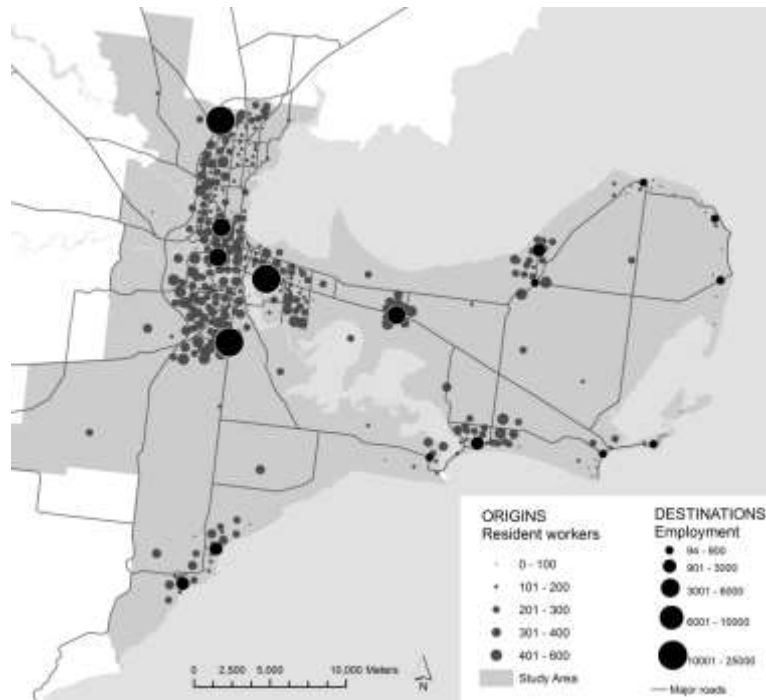 ORIGINS
Resident workers
0 - 100
101 - 200
201 - 300
301 - 400
401 - 600
Study Area
DESTINATIONS
Employment
94 - 900
901 - 3000
3001 - 6000
6001 - 10000
10001 - 25000
Major roads
0 2,500 5,000 10,000 Meters
N